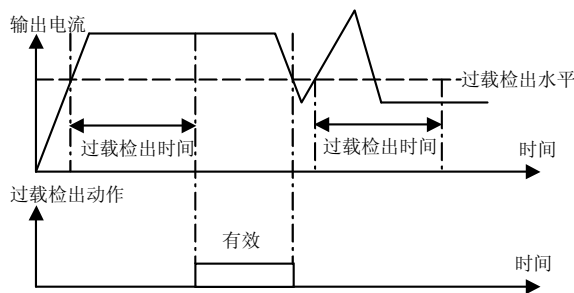 输出电流
过载检出水平
过载检出时间
过载检出时间
时间
过载检出动作
有效
时间